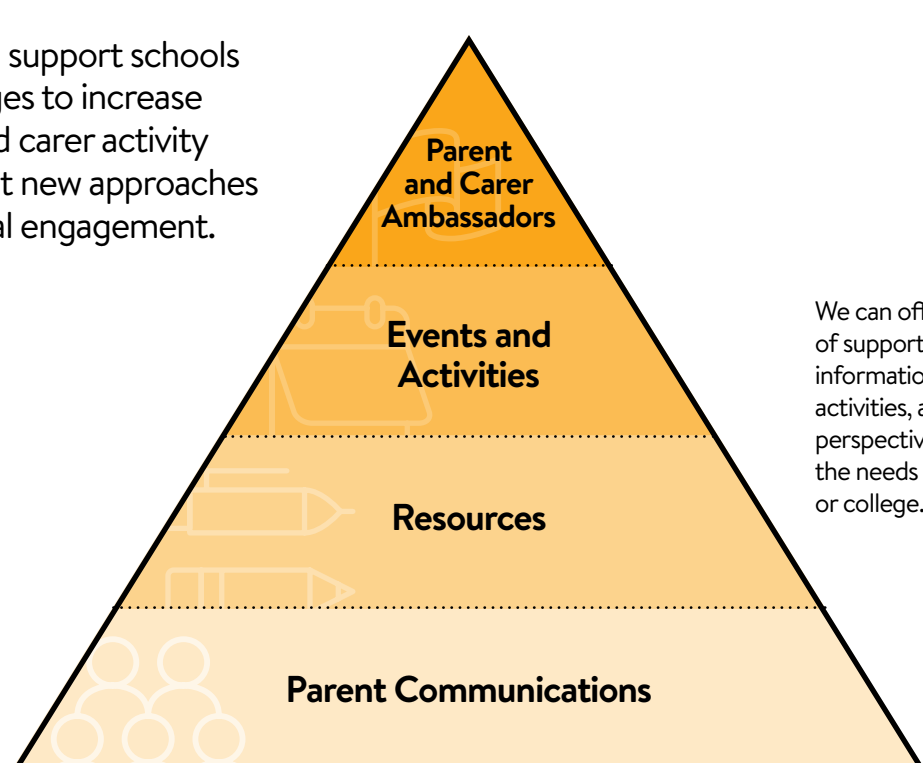 support schools
ges to increase
d carer activity
t new approaches
al engagement.
Parent
and Carer
Ambassadors
Events and
Activities
We can off
of support
informatio
activities, a
perspectiv
the needs
or college.
Resources
Parent Communications